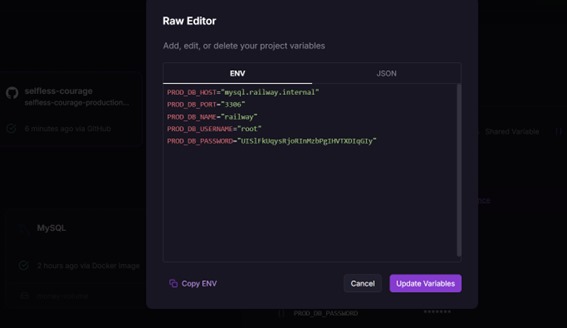 Raw Editor
Add, edit, or delete your project variables
ENV
JSON
PROD_DB_HOST="mysql.railway.internal"
PROD_DB_PORT="3306"
PROD_DB_NAME="railway"
PROD_DB_USERNAME="root"
PROD_DB_PASSWORD="UISlFkUqysRjoRInMzbPgIHVTXDIqGIy"
Copy ENV
Cancel
Update Variables
selfless-courage
selfless-courage-production...
6 minutes ago via GitHub
MySQL
2 hours ago via Docker Image
Shared Variable
PROD_DB_PASSWORD
*******